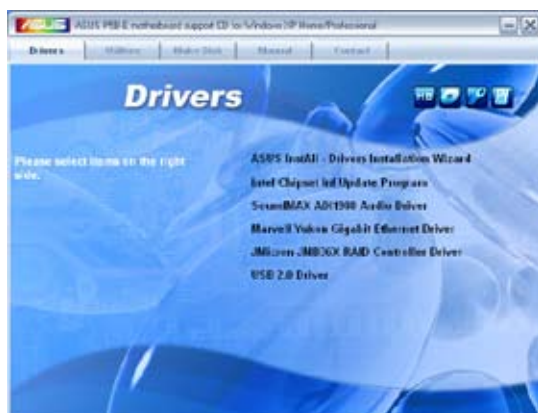 ASUS P5B-E motherboard support CD for Windows XP Home/Professional
Drivers
Utilities
Make Disk
Manual
Contact
Drivers
Please select items on the right
side.
ASUS InstAll - Drivers Installation Wizard
Intel Chipset Inf Update Program
SoundMAX ADI1988 Audio Driver
Marvell Yukon Gigabit Ethernet Driver
JMicron JMB36X RAID Controller Driver
USB 2.0 Driver